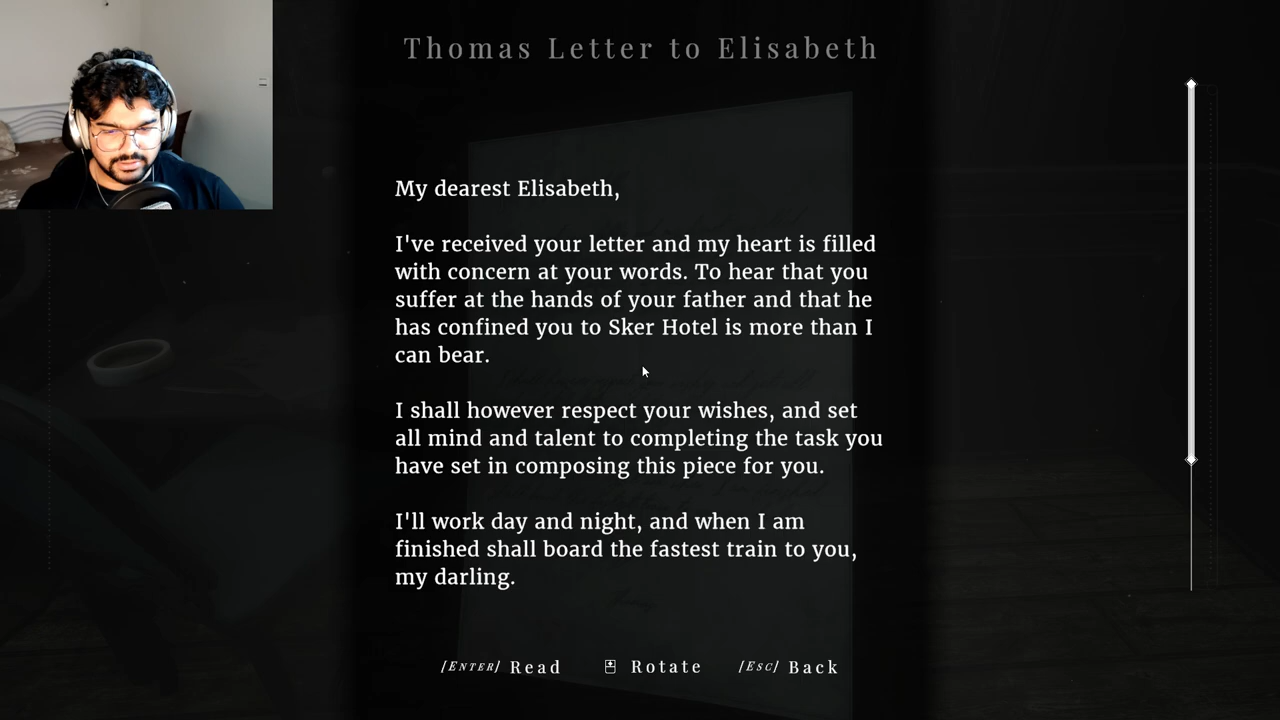 Thomas Letter to Elisabeth
My dearest Elisabeth,
I've received your letter and my heart is filled
with concern at your words. To hear that you
suffer at the hands of your father and that he
has confined you to Sker Hotel is more than I
can bear.
I shall however respect your wishes, and set
all mind and talent to completing the task you
have set in composing this piece for you.
I'll work day and night, and when I am
finished shall board the fastest train to you,
my darling.
[Enter] Read Rotate [Esc] Back